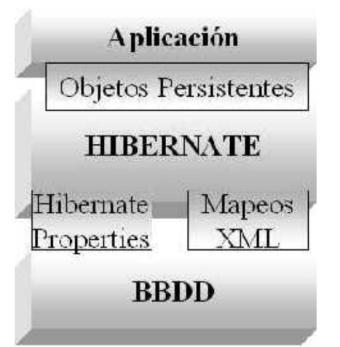 Aplicación
Objetos Persistentes
HIBERNATE
Hibernate Mapeos
Properties XML
BBDD